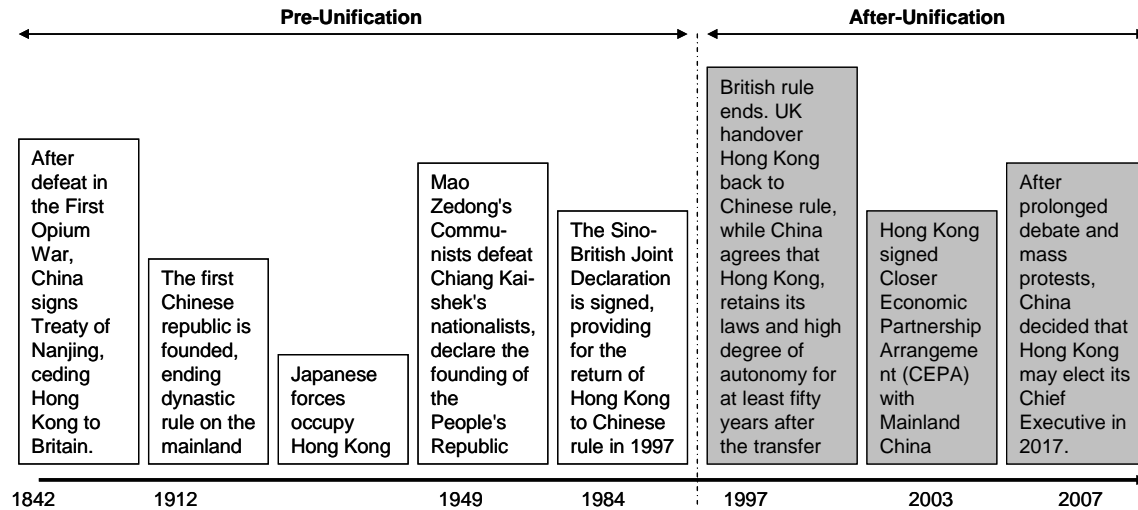 Pre-Unification
After-Unification
After
defeat in
the First
Opium
War,
China
signs
Treaty of
Nanjing,
ceding
Hong
Kong to
Britain.
The first
Chinese
republic is
founded,
ending
dynastic
rule on the
mainland
Japanese
forces
occupy
Hong Kong
Mao
Zedong's
Commu-
nists defeat
Chiang Kai-
shek's
nationalists,
declare the
founding of
the
People's
Republic
The Sino-
British Joint
Declaration
is signed,
providing
for the
return of
Hong Kong
to Chinese
rule in 1997
British rule
ends. UK
handover
Hong Kong
back to
Chinese rule,
while China
agrees that
Hong Kong,
retains its
laws and high
degree of
autonomy for
at least fifty
years after
the transfer
Hong Kong
signed
Closer
Economic
Partnership
Arrangeme
nt (CEPA)
with
Mainland
China
After
prolonged
debate and
mass
protests,
China
decided that
Hong Kong
may elect its
Chief
Executive in
2017.
1842
1912
1949
1984
1997
2003
2007